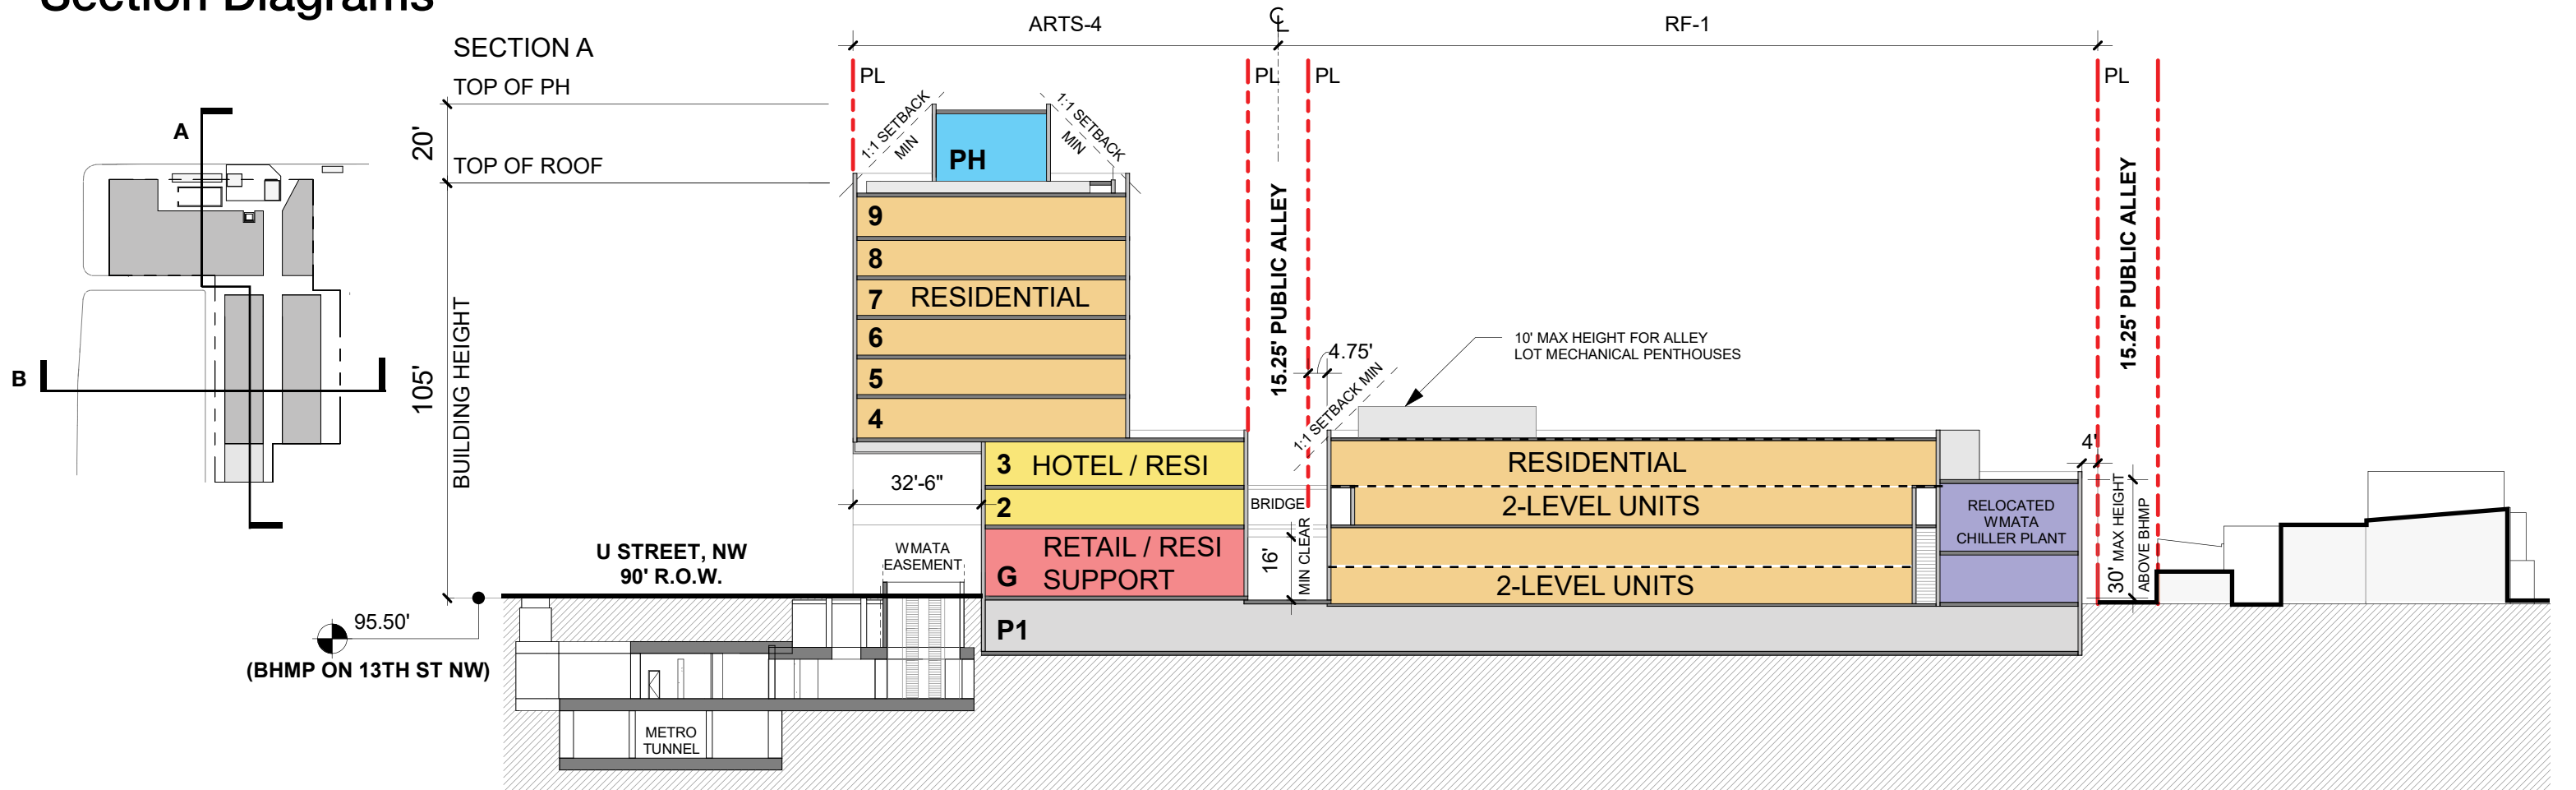 Section Diagrams
ARTS-4
℄
RF-1
SECTION A
TOP OF PH
20'
TOP OF ROOF
105'
BUILDING HEIGHT
A
B
PL
PL
PL
PL
1:1 SETBACK
MIN
1:1 SETBACK
MIN
PH
9
8
7 RESIDENTIAL
6
5
4
3 HOTEL / RESI
2
G RETAIL / RESI
SUPPORT
P1
32'-6"
WMATA
EASEMENT
U STREET, NW
90' R.O.W.
95.50'
(BHMP ON 13TH ST NW)
METRO
TUNNEL
15.25' PUBLIC ALLEY
4.75'
1:1 SETBACK MIN
BRIDGE
16'
MIN CLEAR
10' MAX HEIGHT FOR ALLEY
LOT MECHANICAL PENTHOUSES
RESIDENTIAL
2-LEVEL UNITS
2-LEVEL UNITS
RELOCATED
WMATA
CHILLER PLANT
4'
15.25' PUBLIC ALLEY
30' MAX HEIGHT
ABOVE BHMP